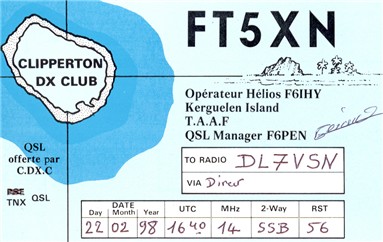 FT5XN
CLIPPERTON
DX CLUB
Opérateur Hélios F6IHY
Kerguelen Island
T.A.A.F
QSL Manager F6PEN
QSL
offerte par
C.D.X.C
TNX QSL
TO RADIO DL7VSN
VIA Direct
DATE
Day Month Year UTC MHz 2-Way RST
22 02 98 1640 14 SSB 56